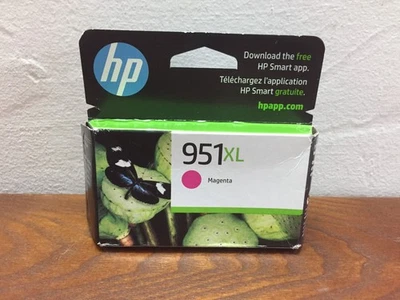 hp
Download the free
HP Smart app.
Téléchargez l'application
HP Smart gratuite.
hpapp.com
951XL
Magenta